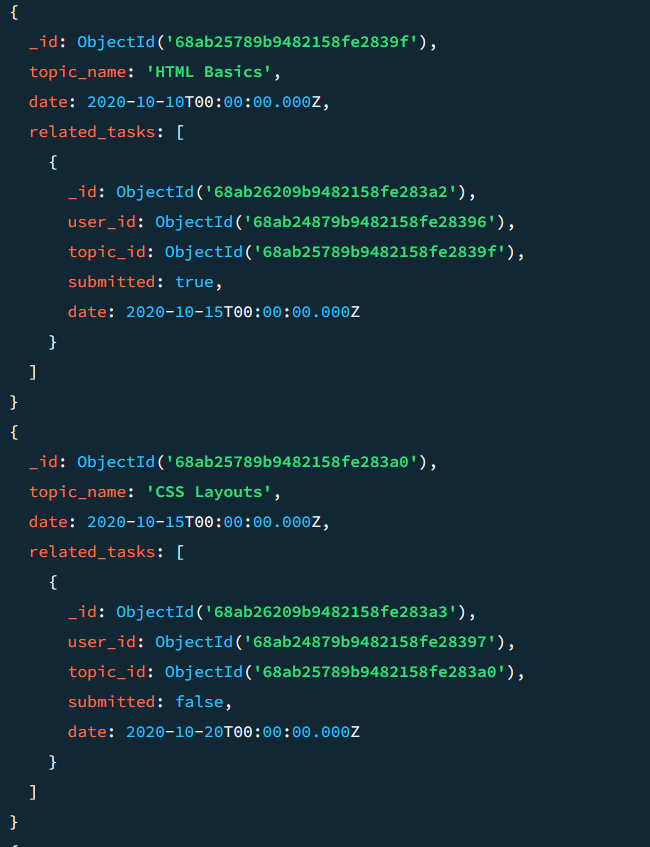 {
  _id: ObjectId('68ab25789b9482158fe2839f'),
  topic_name: 'HTML Basics',
  date: 2020-10-10T00:00:00.000Z,
  related_tasks: [
    {
      _id: ObjectId('68ab26209b9482158fe283a2'),
      user_id: ObjectId('68ab24879b9482158fe28396'),
      topic_id: ObjectId('68ab25789b9482158fe2839f'),
      submitted: true,
      date: 2020-10-15T00:00:00.000Z
    }
  ]
}
{
  _id: ObjectId('68ab25789b9482158fe283a0'),
  topic_name: 'CSS Layouts',
  date: 2020-10-15T00:00:00.000Z,
  related_tasks: [
    {
      _id: ObjectId('68ab26209b9482158fe283a3'),
      user_id: ObjectId('68ab24879b9482158fe28397'),
      topic_id: ObjectId('68ab25789b9482158fe283a0'),
      submitted: false,
      date: 2020-10-20T00:00:00.000Z
    }
  ]
}